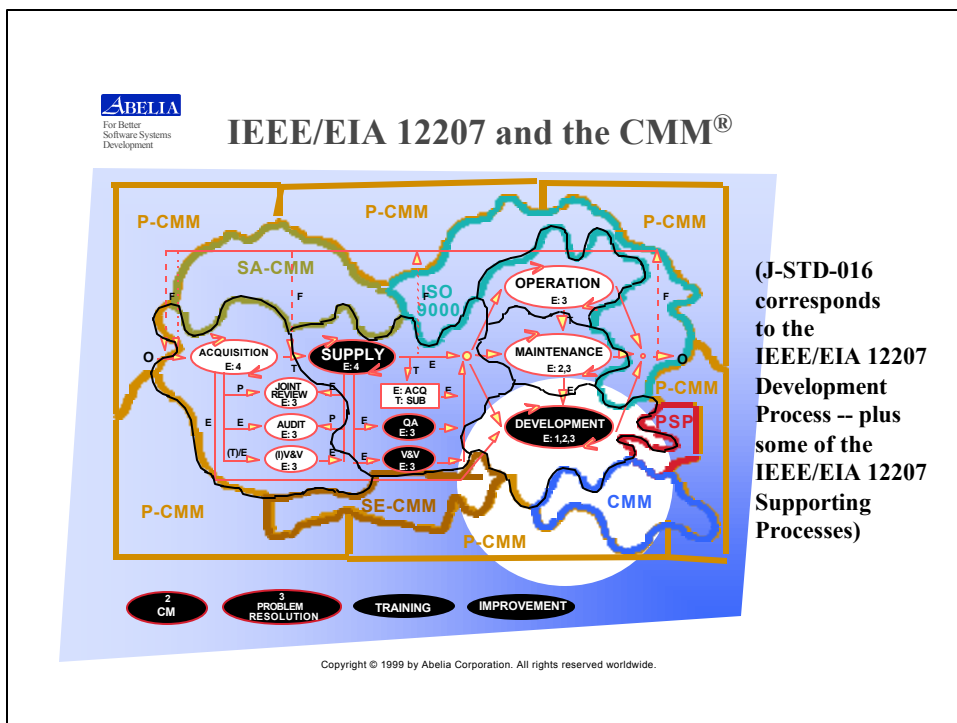 ABELIA
For Better
Software Systems
Development
IEEE/EIA 12207 and the CMM®
P-CMM
P-CMM
P-CMM
SA-CMM
ISO
9000
F
F
F
F
OPERATION
E: 3
T
O
ACQUISITION
E: 4
T
SUPPLY
E: 4
E
T
MAINTENANCE
E: 2,3
E
O
P-CMM
P
JOINT
REVIEW
E: 3
E
E: ACQ
T: SUB
E
E
E
AUDIT
E: 3
P
E
QA
E: 3
DEVELOPMENT
E: 1,2,3
PSP
(T)/E
(I)V&V
E: 3
E
E
V&V
E: 3
P-CMM
SE-CMM
P-CMM
CMM
(J-STD-016
corresponds
to the
IEEE/EIA 12207
Development
Process -- plus
some of the
IEEE/EIA 12207
Supporting
Processes)
2
CM
3
PROBLEM
RESOLUTION
TRAINING
IMPROVEMENT
Copyright © 1999 by Abelia Corporation. All rights reserved worldwide.